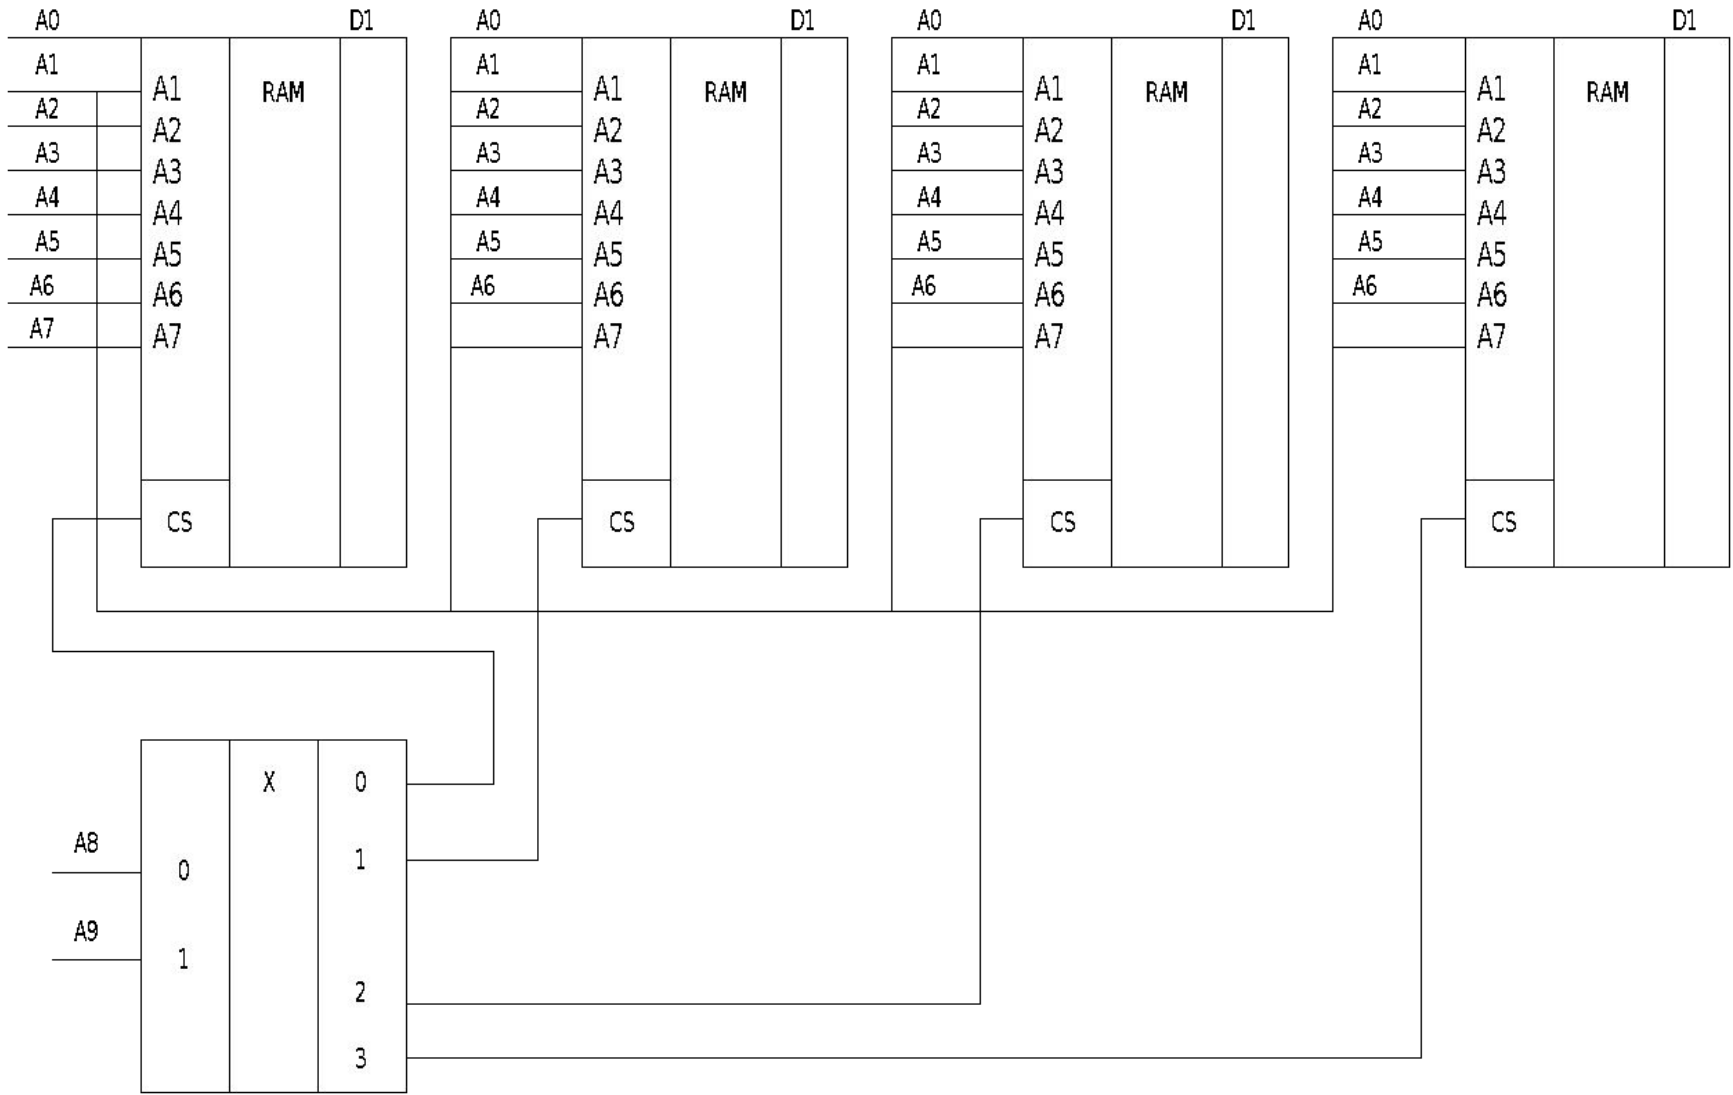 A0 D1 A0 D1 A0 D1 A0 D1
A1 A1 A1 A1
A1 RAM A1 RAM A1 RAM A1 RAM
A2 A2 A2 A2
A2 A2 A2 A2
A3 A3 A3 A3
A3 A3 A3 A3
A4 A4 A4 A4
A4 A4 A4 A4
A5 A5 A5 A5
A5 A5 A5 A5
A6 A6 A6 A6
A6 A6 A6 A6
A7
A7 A7 A7 A7
CS CS CS CS
X 0
A8 1
0
A9
1
2
3